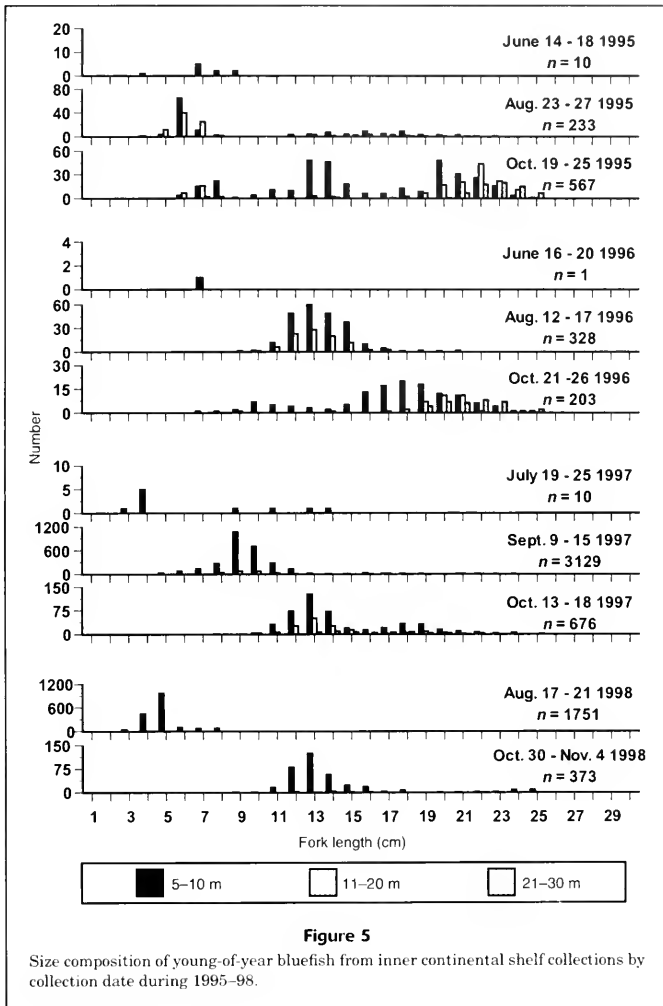 20
10
0
June 14 - 18 1995
n = 10
80
40
0
Aug. 23 - 27 1995
n = 233
60
30
0
Oct. 19 - 25 1995
n = 567
4
2
0
June 16 - 20 1996
n = 1
60
30
0
Aug. 12 - 17 1996
n = 328
30
15
0
Oct. 21 -26 1996
n = 203
Number
10
5
0
July 19 - 25 1997
n = 10
1200
600
0
Sept. 9 - 15 1997
n = 3129
150
75
0
Oct. 13 - 18 1997
n = 676
1200
600
0
Aug. 17 - 21 1998
n = 1751
150
75
0
Oct. 30 - Nov. 4 1998
n = 373
1 3 5 7 9 11 13 15 17 19 21 23 25 27 29
Fork length (cm)
5–10 m 11–20 m 21–30 m
Figure 5
Size composition of young-of-year bluefish from inner continental shelf collections by
collection date during 1995–98.